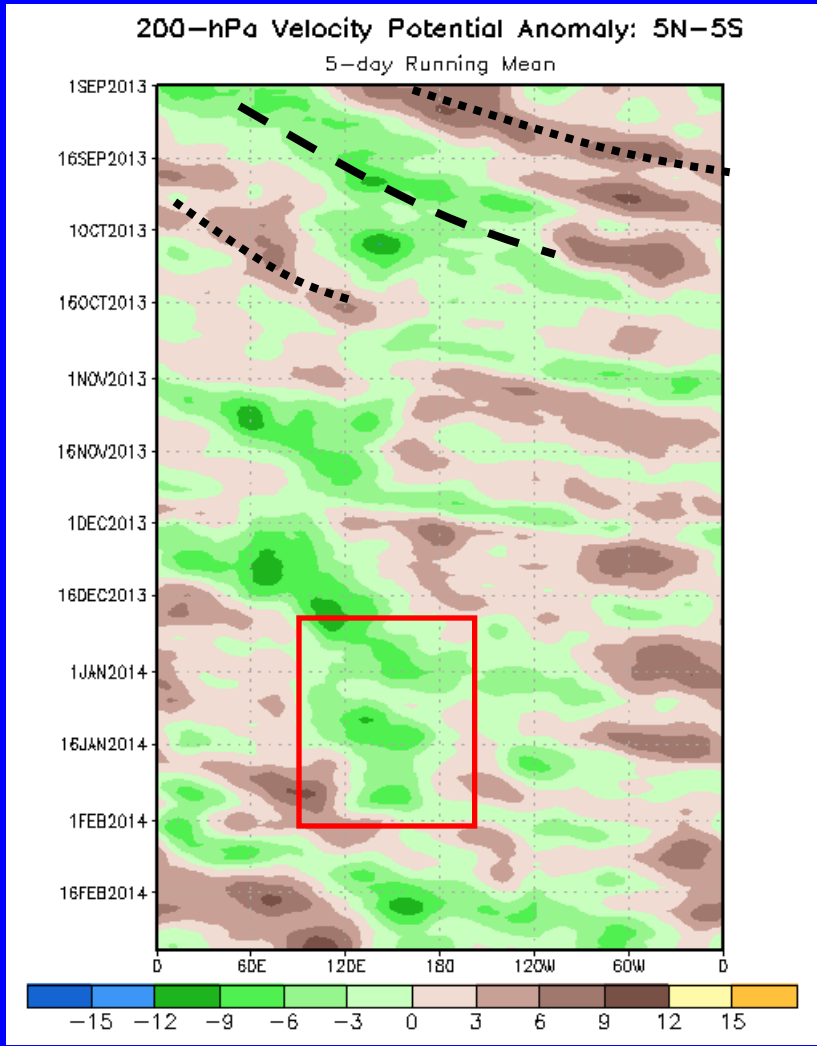 200-hPa Velocity Potential Anomaly: 5N-5S
5-day Running Mean
1SEP2013
16SEP2013
1OCT2013
16OCT2013
1NOV2013
16NOV2013
1DEC2013
16DEC2013
1JAN2014
16JAN2014
1FEB2014
16FEB2014
0 60E 120E 180 120W 60W 0
-15 -12 -9 -6 -3 0 3 6 9 12 15